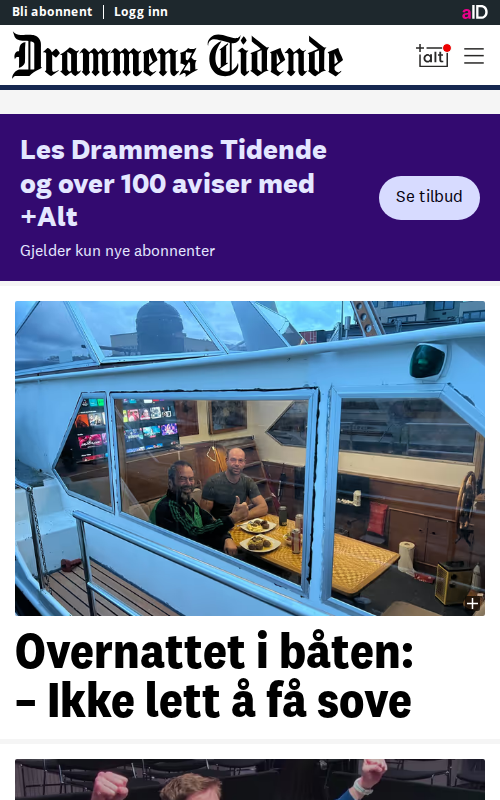 Bli abonnent
Logg inn
aID
Drammens Tidende
+alt
Les Drammens Tidende
og over 100 aviser med
+Alt
Se tilbud
Gjelder kun nye abonnenter
Overnattet i båten:
– Ikke lett å få sove